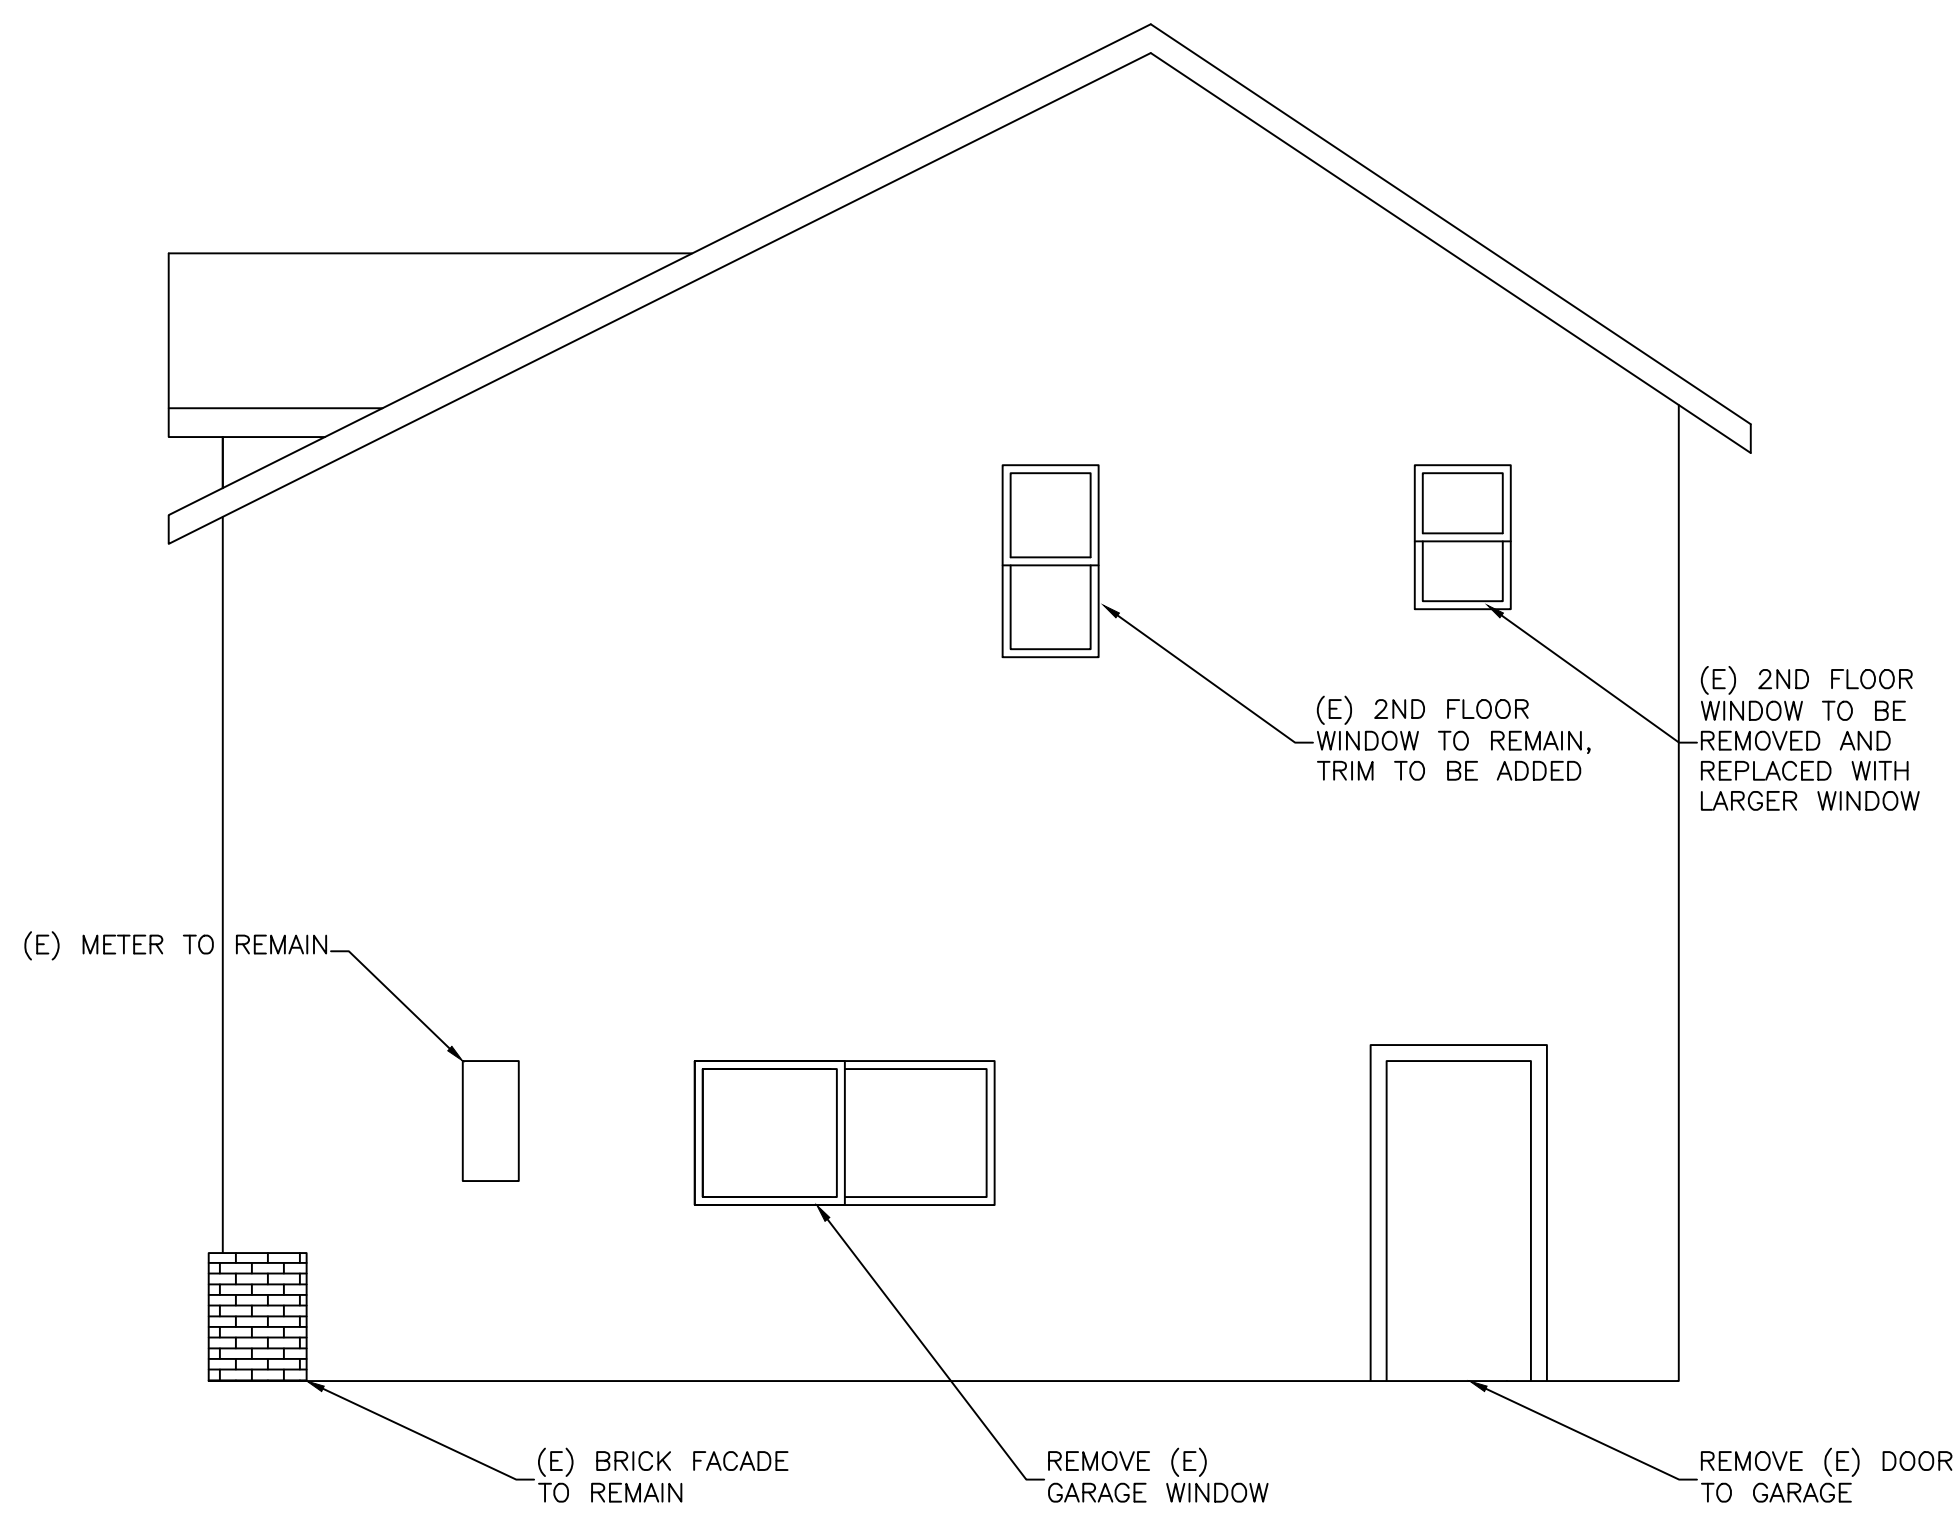 (E) 2ND FLOOR
WINDOW TO REMAIN,
TRIM TO BE ADDED
(E) 2ND FLOOR
WINDOW TO BE
REMOVED AND
REPLACED WITH
LARGER WINDOW
(E) METER TO REMAIN
(E) BRICK FACADE
TO REMAIN
REMOVE (E)
GARAGE WINDOW
REMOVE (E) DOOR
TO GARAGE